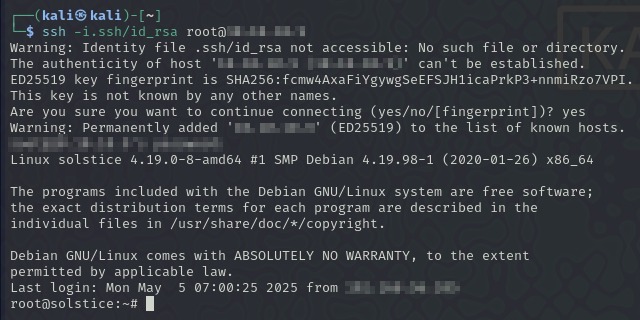 ┌──(kali㉿kali)-[~]
└─$ ssh -i.ssh/id_rsa root@
Warning: Identity file .ssh/id_rsa not accessible: No such file or directory.
The authenticity of host ' ' can't be established.
ED25519 key fingerprint is SHA256:fcmw4AxaFiYgywgSeEFSJH1icaPrkP3+nnmiRzo7VPI.
This key is not known by any other names.
Are you sure you want to continue connecting (yes/no/[fingerprint])? yes
Warning: Permanently added ' ' (ED25519) to the list of known hosts.
Linux solstice 4.19.0-8-amd64 #1 SMP Debian 4.19.98-1 (2020-01-26) x86_64
The programs included with the Debian GNU/Linux system are free software;
the exact distribution terms for each program are described in the
individual files in /usr/share/doc/*/copyright.
Debian GNU/Linux comes with ABSOLUTELY NO WARRANTY, to the extent
permitted by applicable law.
Last login: Mon May  5 07:00:25 2025 from
root@solstice:~#